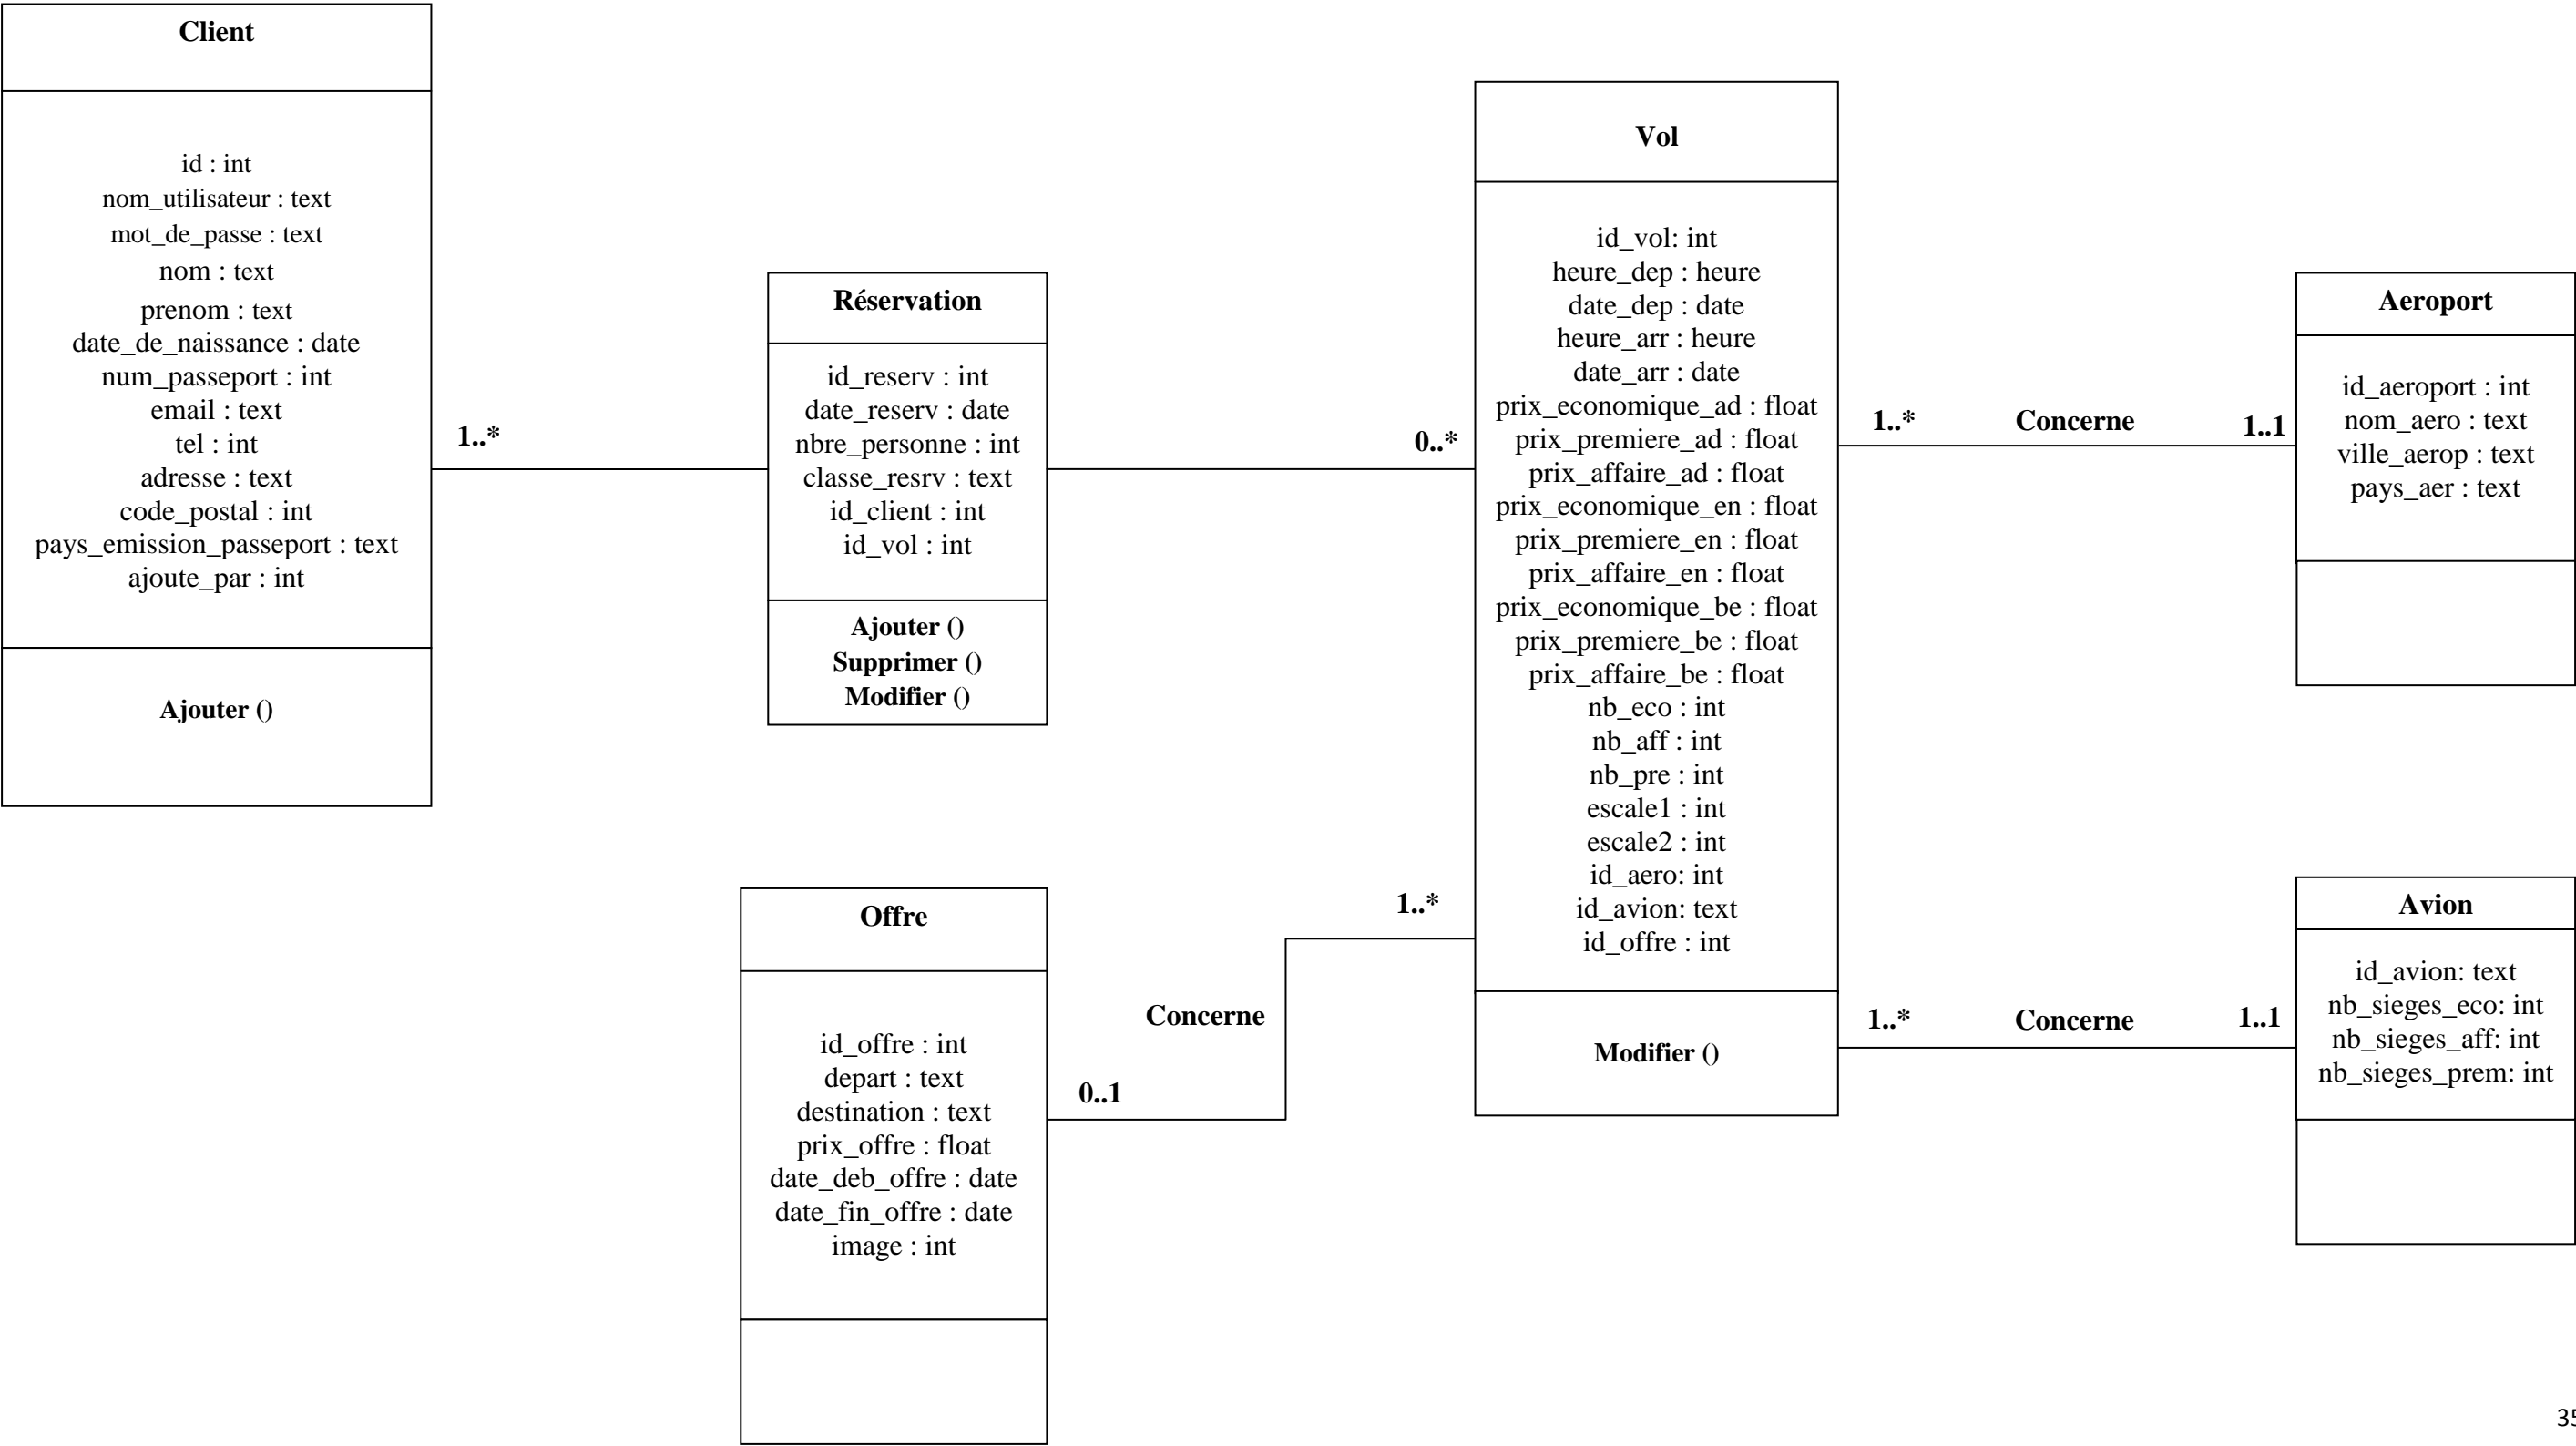 Client
id : int
nom_utilisateur : text
mot_de_passe : text
nom : text
prenom : text
date_de_naissance : date
num_passeport : int
email : text
tel : int
adresse : text
code_postal : int
pays_emission_passeport : text
ajoute_par : int
Ajouter ()
1..*
Réservation
id_reserv : int
date_reserv : date
nbre_personne : int
classe_resrv : text
id_client : int
id_vol : int
Ajouter ()
Supprimer ()
Modifier ()
0..*
Vol
id_vol: int
heure_dep : heure
date_dep : date
heure_arr : heure
date_arr : date
prix_economique_ad : float
prix_premiere_ad : float
prix_affaire_ad : float
prix_economique_en : float
prix_premiere_en : float
prix_affaire_en : float
prix_economique_be : float
prix_premiere_be : float
prix_affaire_be : float
nb_eco : int
nb_aff : int
nb_pre : int
escale1 : int
escale2 : int
id_aero: int
id_avion: text
id_offre : int
Modifier ()
1..*
Concerne
1..1
Aeroport
id_aeroport : int
nom_aero : text
ville_aerop : text
pays_aer : text
Offre
id_offre : int
depart : text
destination : text
prix_offre : float
date_deb_offre : date
date_fin_offre : date
image : int
0..1
Concerne
1..*
1..*
Concerne
1..1
Avion
id_avion: text
nb_sieges_eco: int
nb_sieges_aff: int
nb_sieges_prem: int
35